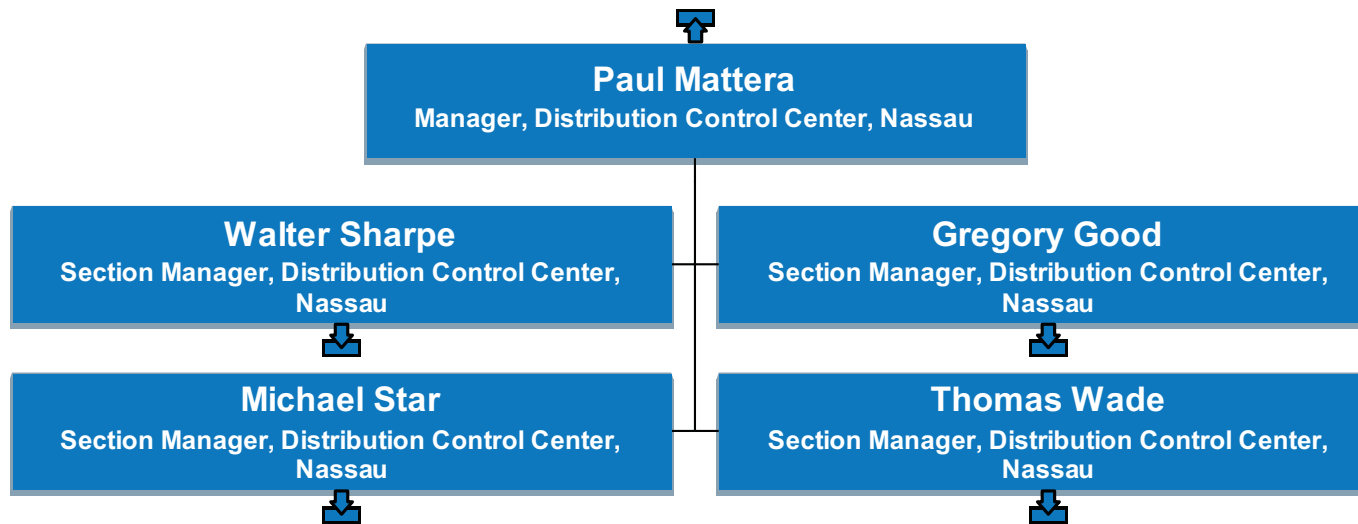 Paul Mattera
Manager, Distribution Control Center, Nassau
Walter Sharpe
Section Manager, Distribution Control Center,
Nassau
Gregory Good
Section Manager, Distribution Control Center,
Nassau
Michael Star
Section Manager, Distribution Control Center,
Nassau
Thomas Wade
Section Manager, Distribution Control Center,
Nassau